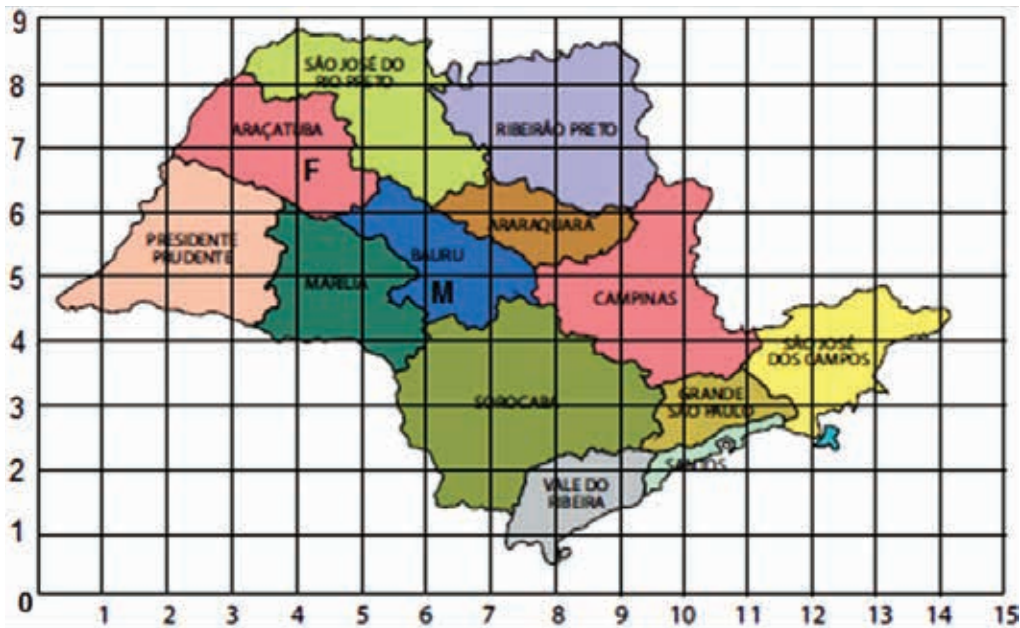 9
SÃO JOSÉ DO
RIO PRETO
8
ARAÇATUBA
RIBEIRÃO PRETO
7
F
6
ARARAQUARA
PRESIDENTE
PRUDENTE
BAURU
5
MARÍLIA
M
CAMPINAS
4
SÃO JOSÉ
DOS CAMPOS
3
SOROCABA
GRANDE
SÃO PAULO
2
SANTOS
VALE DO
RIBEIRA
1
0
1 2 3 4 5 6 7 8 9 10 11 12 13 14 15